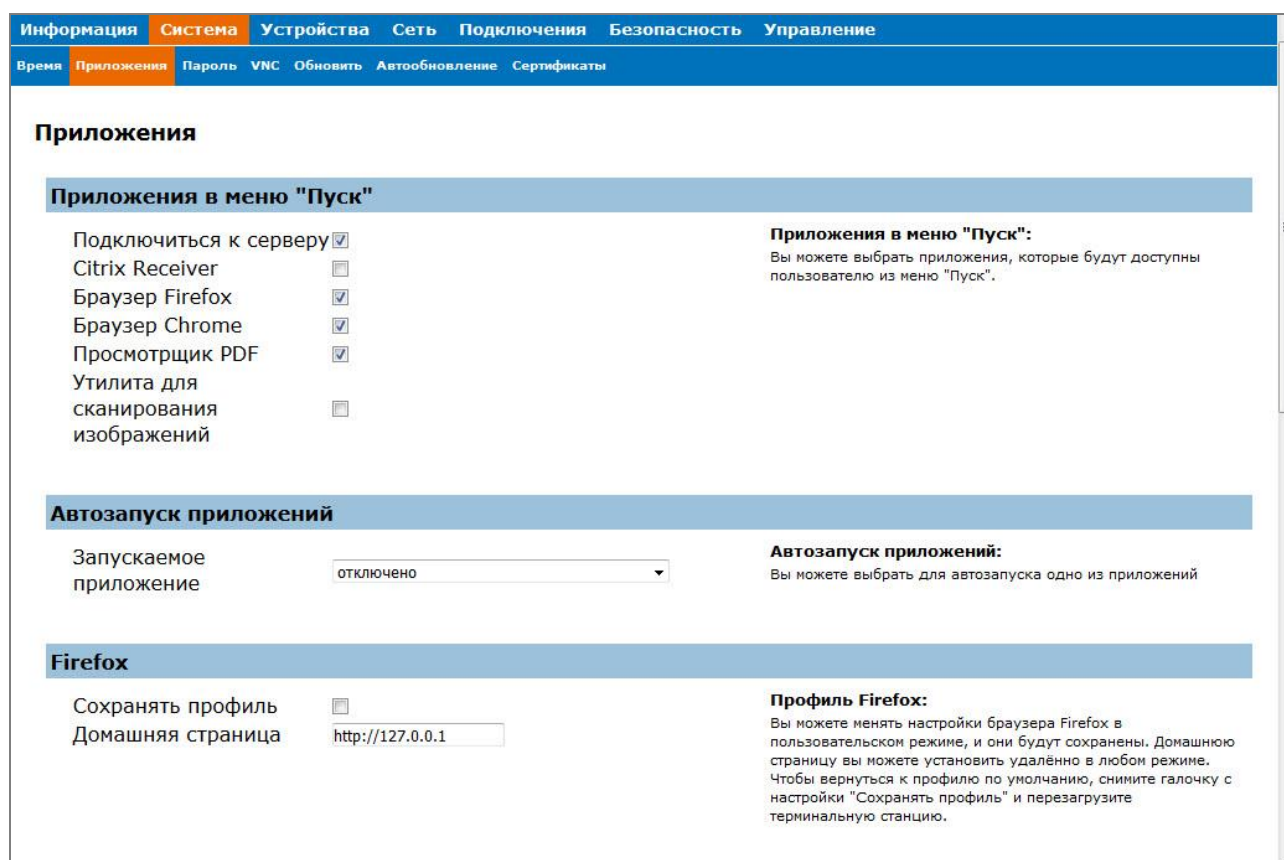 Информация Система Устройства Сеть Подключения Безопасность Управление
Время Приложения Пароль VNC Обновить Автообновление Сертификаты
Приложения
Приложения в меню "Пуск"
Подключиться к серверу
Citrix Receiver
Браузер Firefox
Браузер Chrome
Просмотрщик PDF
Утилита для
сканирования
изображений
Приложения в меню "Пуск":
Вы можете выбрать приложения, которые будут доступны
пользователю из меню "Пуск".
Автозапуск приложений
Запускаемое
приложение
отключено
Автозапуск приложений:
Вы можете выбрать для автозапуска одно из приложений
Firefox
Сохранять профиль
Домашняя страница
http://127.0.0.1
Профиль Firefox:
Вы можете менять настройки браузера Firefox в
пользовательском режиме, и они будут сохранены. Домашнюю
страницу вы можете установить удалённо в любом режиме.
Чтобы вернуться к профилю по умолчанию, снимите галочку с
настройки "Сохранять профиль" и перезагрузите
терминальную станцию.